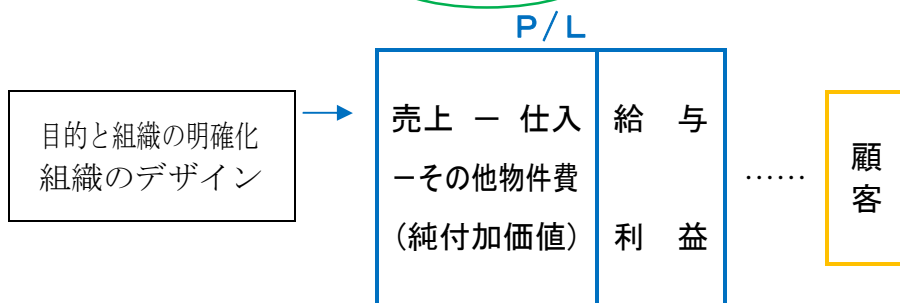 P/L
目的と組織の明確化
組織のデザイン
売上 － 仕入
－その他物件費
（純付加価値）
給 与
利 益
……
顧
客